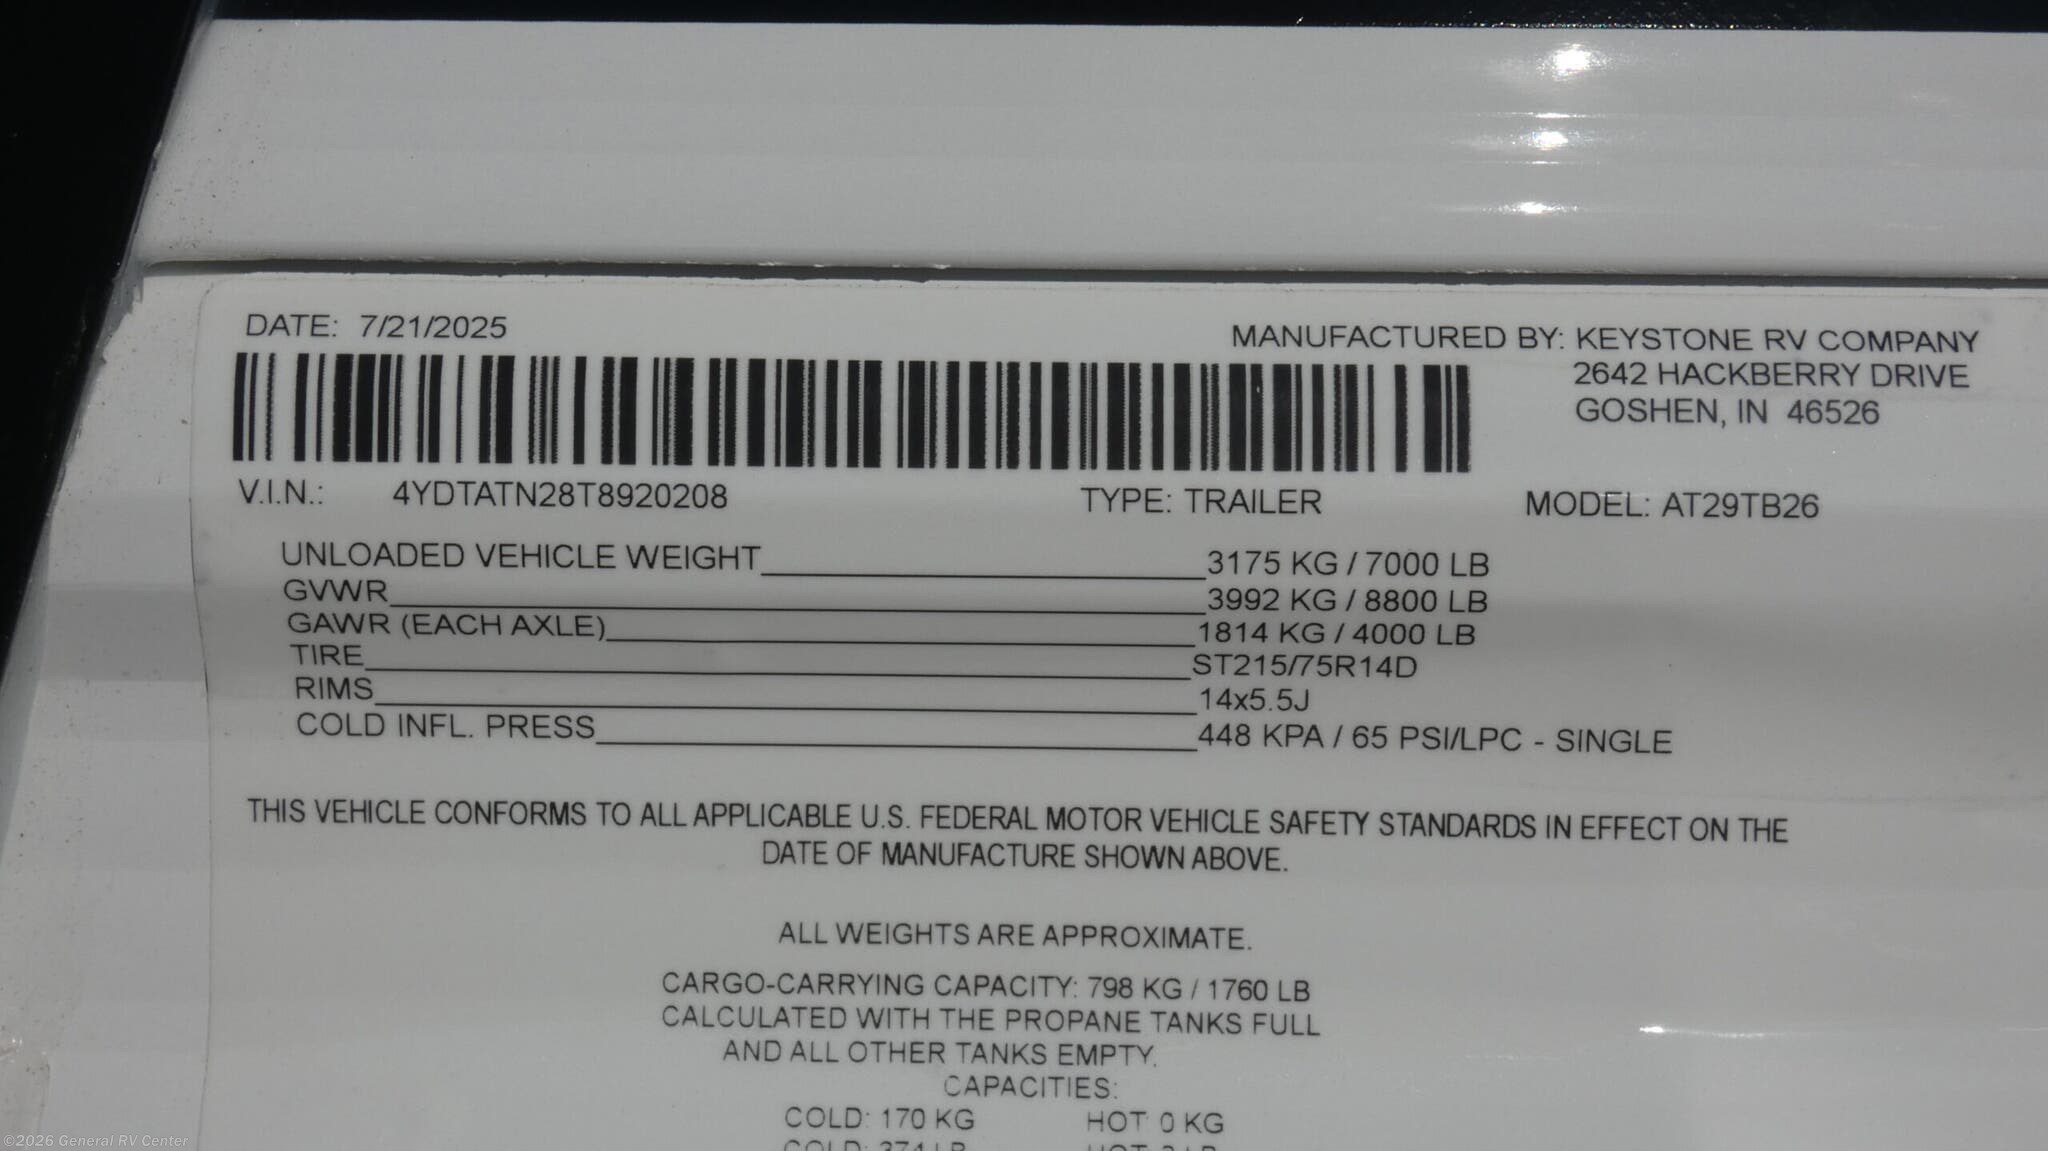 DATE: 7/21/2025
MANUFACTURED BY: KEYSTONE RV COMPANY
2642 HACKBERRY DRIVE
GOSHEN, IN 46526
V.I.N.: 4YDTATN28T8920208 TYPE: TRAILER MODEL: AT29TB26
UNLOADED VEHICLE WEIGHT 3175 KG / 7000 LB
GVWR 3992 KG / 8800 LB
GAWR (EACH AXLE) 1814 KG / 4000 LB
TIRE ST215/75R14D
RIMS 14x5.5J
COLD INFL. PRESS 448 KPA / 65 PSI/LPC - SINGLE
THIS VEHICLE CONFORMS TO ALL APPLICABLE U.S. FEDERAL MOTOR VEHICLE SAFETY STANDARDS IN EFFECT ON THE
DATE OF MANUFACTURE SHOWN ABOVE.
ALL WEIGHTS ARE APPROXIMATE.
CARGO-CARRYING CAPACITY: 798 KG / 1760 LB
CALCULATED WITH THE PROPANE TANKS FULL
AND ALL OTHER TANKS EMPTY.
CAPACITIES:
COLD: 170 KG HOT: 0 KG
COLD: 374 LB HOT:
©2026 General RV Center